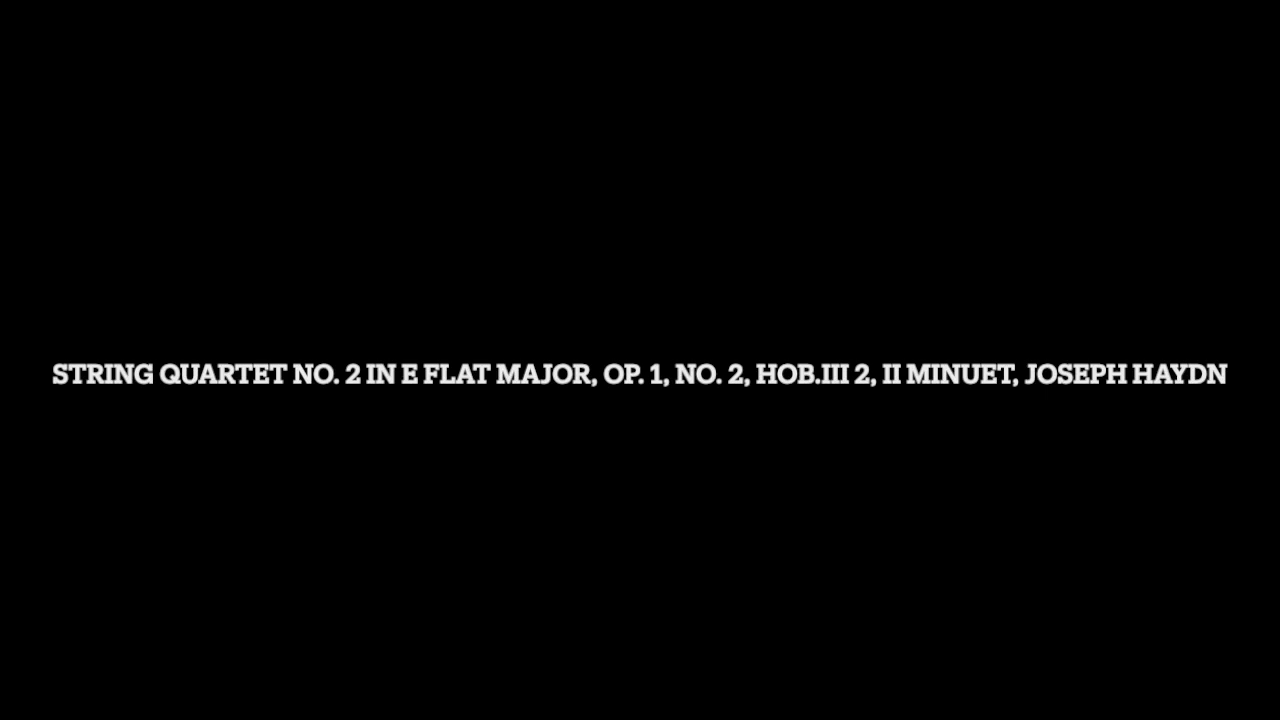 STRING QUARTET NO. 2 IN E FLAT MAJOR, OP. 1, NO. 2, HOB.III 2, II MINUET, JOSEPH HAYDN